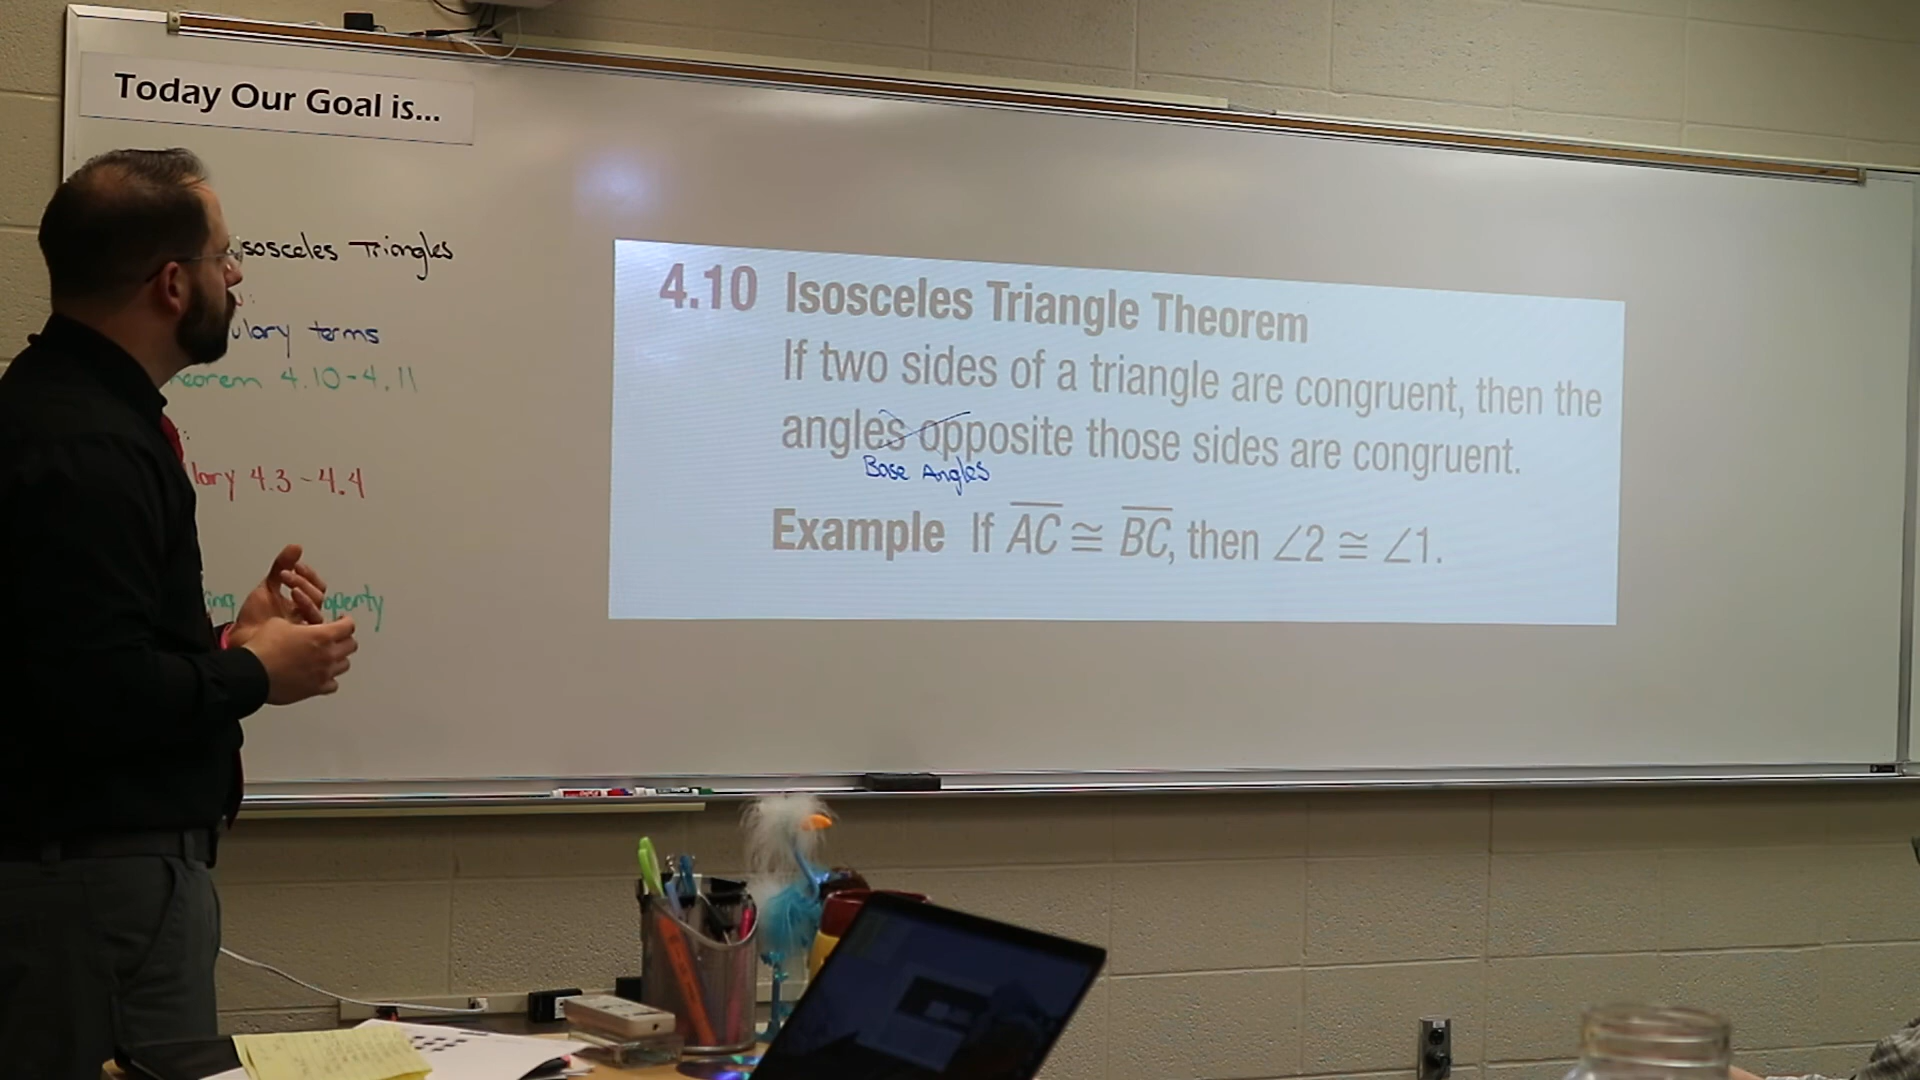 Today Our Goal is...
Isosceles Triangles
terms
4.10-4.11
4.3-4.4
4.10 Isosceles Triangle Theorem
If two sides of a triangle are congruent, then the
angles opposite those sides are congruent.
Base Angles
Example If AC ≅ BC, then ∠2 ≅ ∠1.